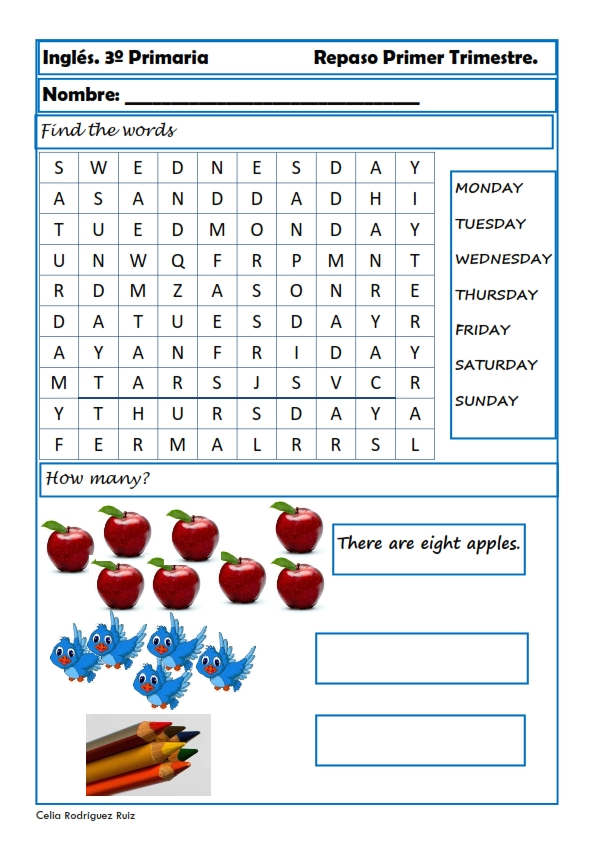 Inglés. 3º Primaria Repaso Primer Trimestre.
Nombre: ________________________________
Find the words
S W E D N E S D A Y
A S A N D D A D H I
T U E D M O N D A Y
U N W Q F R P M N T
R D M Z A S O N R E
D A T U E S D A Y R
A Y A N F R I D A Y
M T A R S J S V C R
Y T H U R S D A Y A
F E R M A L R R S L
MONDAY
TUESDAY
WEDNESDAY
THURSDAY
FRIDAY
SATURDAY
SUNDAY
How many?
There are eight apples.
Celia Rodríguez Ruiz